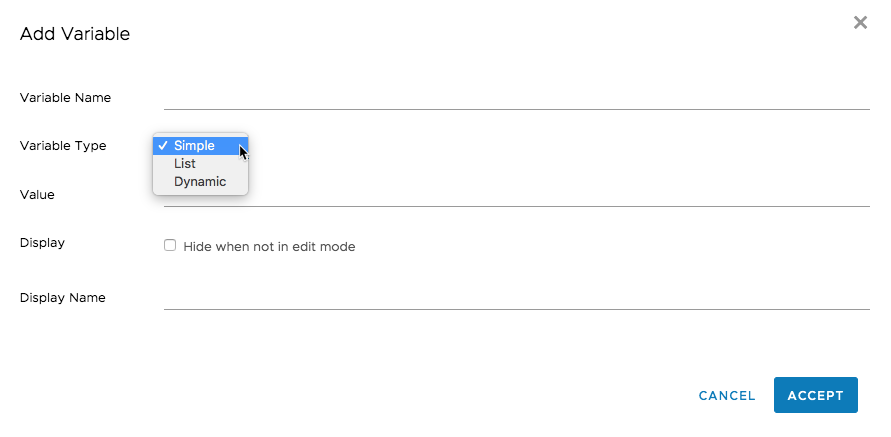 Add Variable
Variable Name
Variable Type
Simple
List
Dynamic
Value
Display
Hide when not in edit mode
Display Name
CANCEL
ACCEPT